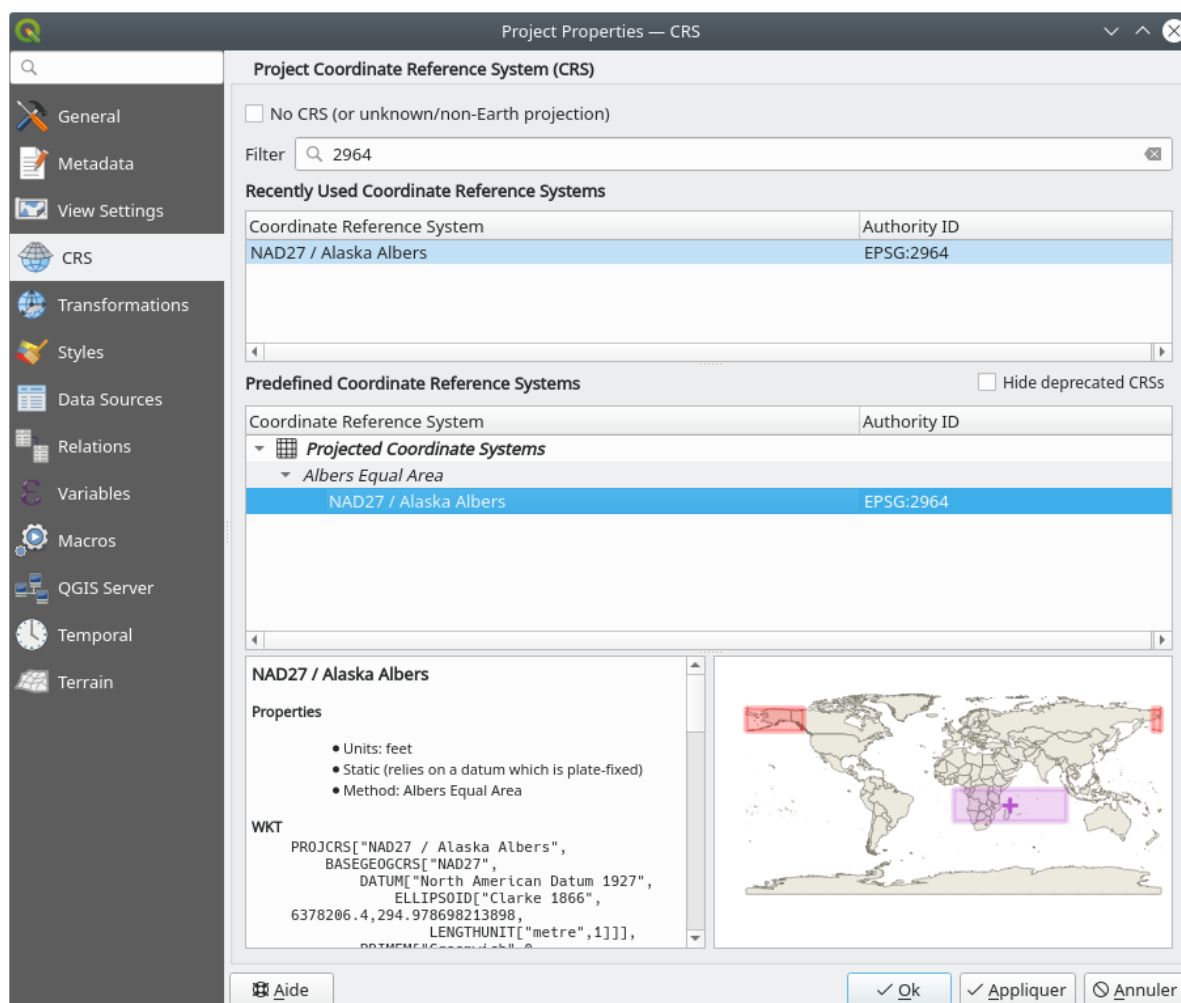 Project Properties — CRS
Project Coordinate Reference System (CRS)
General
Metadata
View Settings
CRS
Transformations
Styles
Data Sources
Relations
Variables
Macros
QGIS Server
Temporal
Terrain
No CRS (or unknown/non-Earth projection)
Filter 2964
Recently Used Coordinate Reference Systems
Coordinate Reference System Authority ID
NAD27 / Alaska Albers EPSG:2964
Predefined Coordinate Reference Systems Hide deprecated CRSs
Coordinate Reference System Authority ID
Projected Coordinate Systems
Albers Equal Area
NAD27 / Alaska Albers EPSG:2964
NAD27 / Alaska Albers
Properties
• Units: feet
• Static (relies on a datum which is plate-fixed)
• Method: Albers Equal Area
WKT
PROJCRS["NAD27 / Alaska Albers",
BASEGEOGCRS["NAD27",
DATUM["North American Datum 1927",
ELLIPSOID["Clarke 1866",
6378206.4,294.978698213898,
LENGTHUNIT["metre",1]]],
Aide
Ok
Appliquer
Annuler